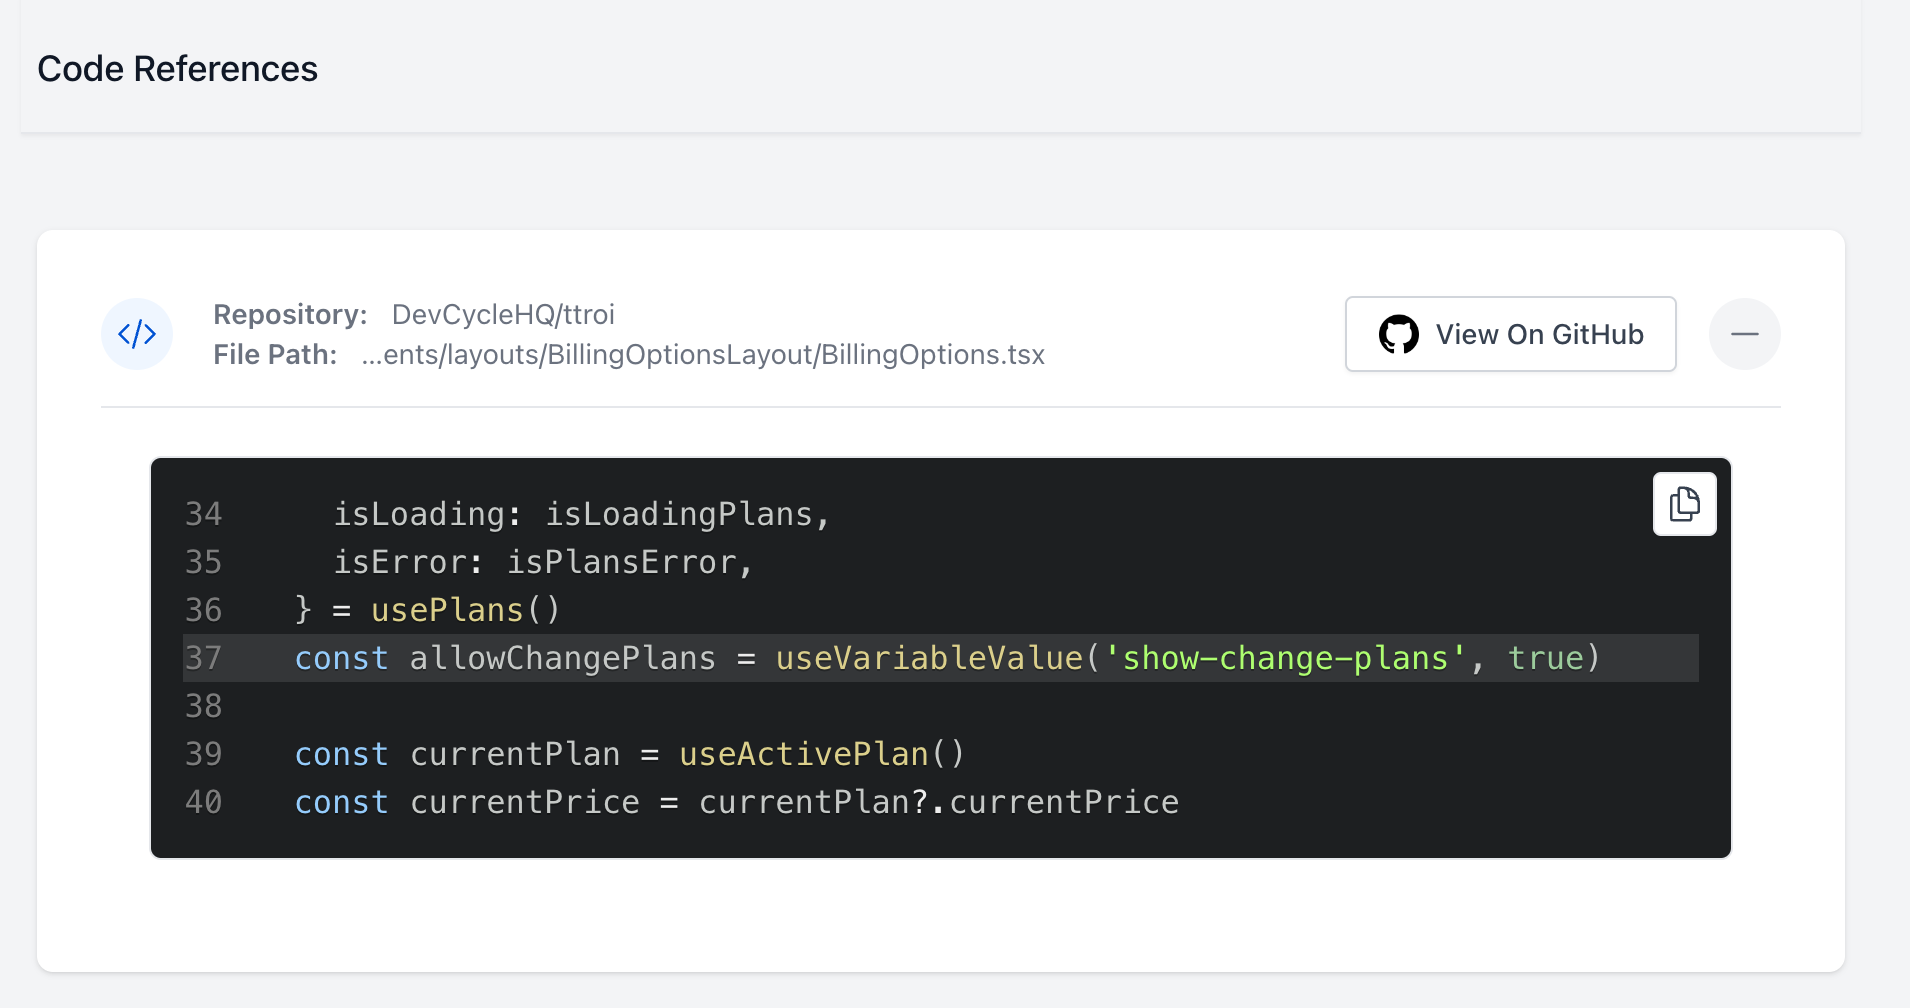 Code References
Repository: DevCycleHQ/ttroi
File Path: ...ents/layouts/BillingOptionsLayout/BillingOptions.tsx
View On GitHub
34 isLoading: isLoadingPlans,
35 isError: isPlansError,
36 } = usePlans()
37 const allowChangePlans = useVariableValue('show-change-plans', true)
38
39 const currentPlan = useActivePlan()
40 const currentPrice = currentPlan?.currentPrice